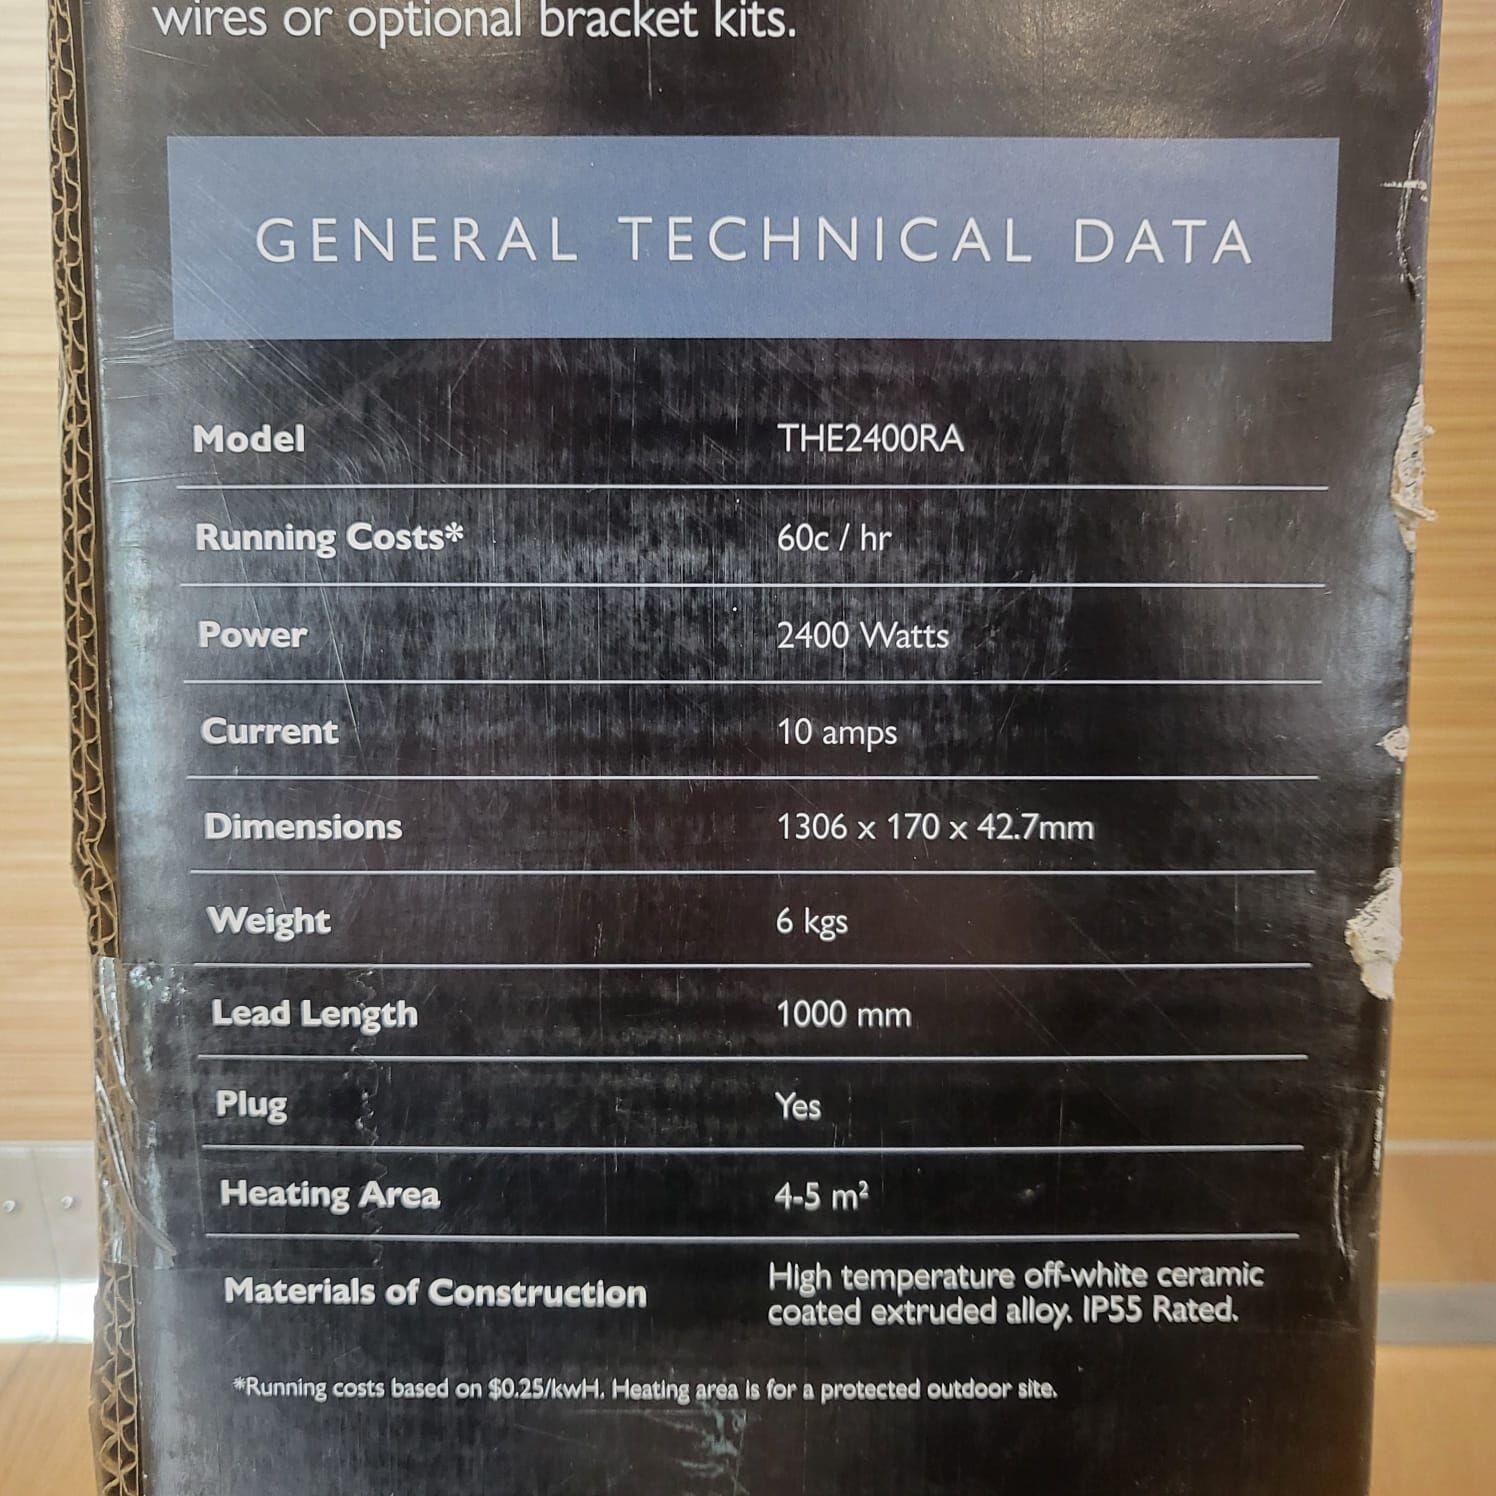 wires or optional bracket kits.
GENERAL TECHNICAL DATA
Model THE2400RA
Running Costs* 60c / hr
Power 2400 Watts
Current 10 amps
Dimensions 1306 x 170 x 42.7mm
Weight 6 kgs
Lead Length 1000 mm
Plug Yes
Heating Area 4-5 m²
Materials of Construction High temperature off-white ceramic
coated extruded alloy. IP55 Rated.
*Running costs based on $0.25/kwH. Heating area is for a protected outdoor site.